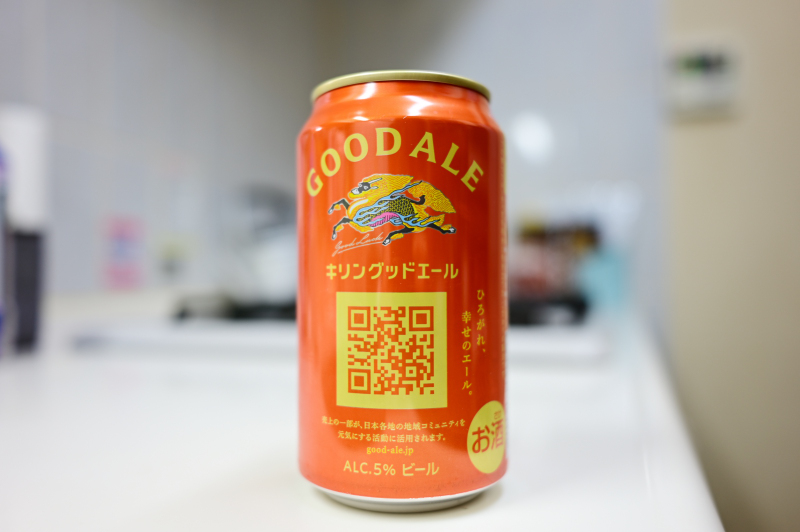 GOOD ALE
Good Luck
キリングッドエール
ひろがれ、
幸せのエール。
売上の一部が、日本各地の地域コミュニティを
元気にする活動に活用されます。
good-ale.jp
お酒
ALC.5% ビール